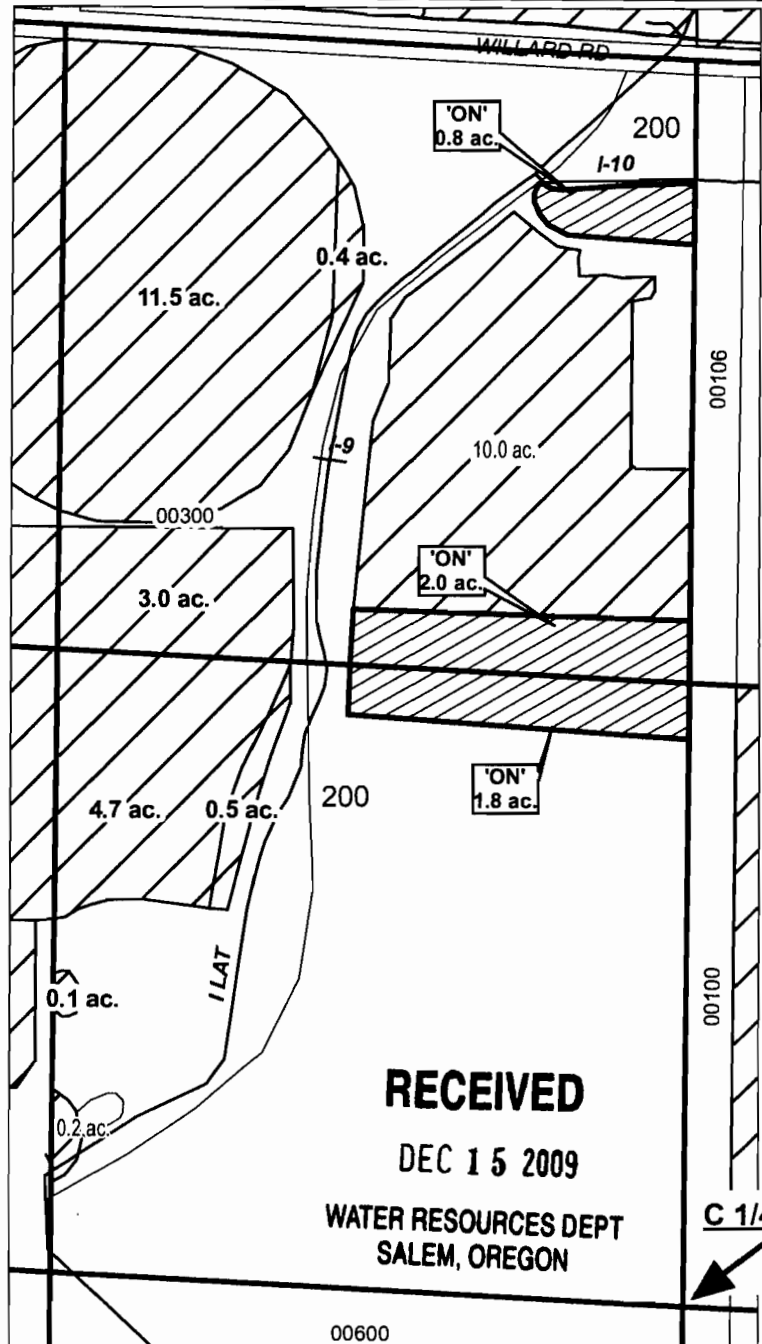 WILLARD RD
'ON'
0.8 ac.
200
I-10
0.4 ac.
11.5 ac.
00106
I-9
10.0 ac.
00300
'ON'
2.0 ac.
3.0 ac.
'ON'
1.8 ac.
200
4.7 ac.
0.5 ac.
I LAT
00100
0.1 ac.
RECEIVED
0.2 ac.
DEC 15 2009
WATER RESOURCES DEPT
SALEM, OREGON
C 1/4
00600